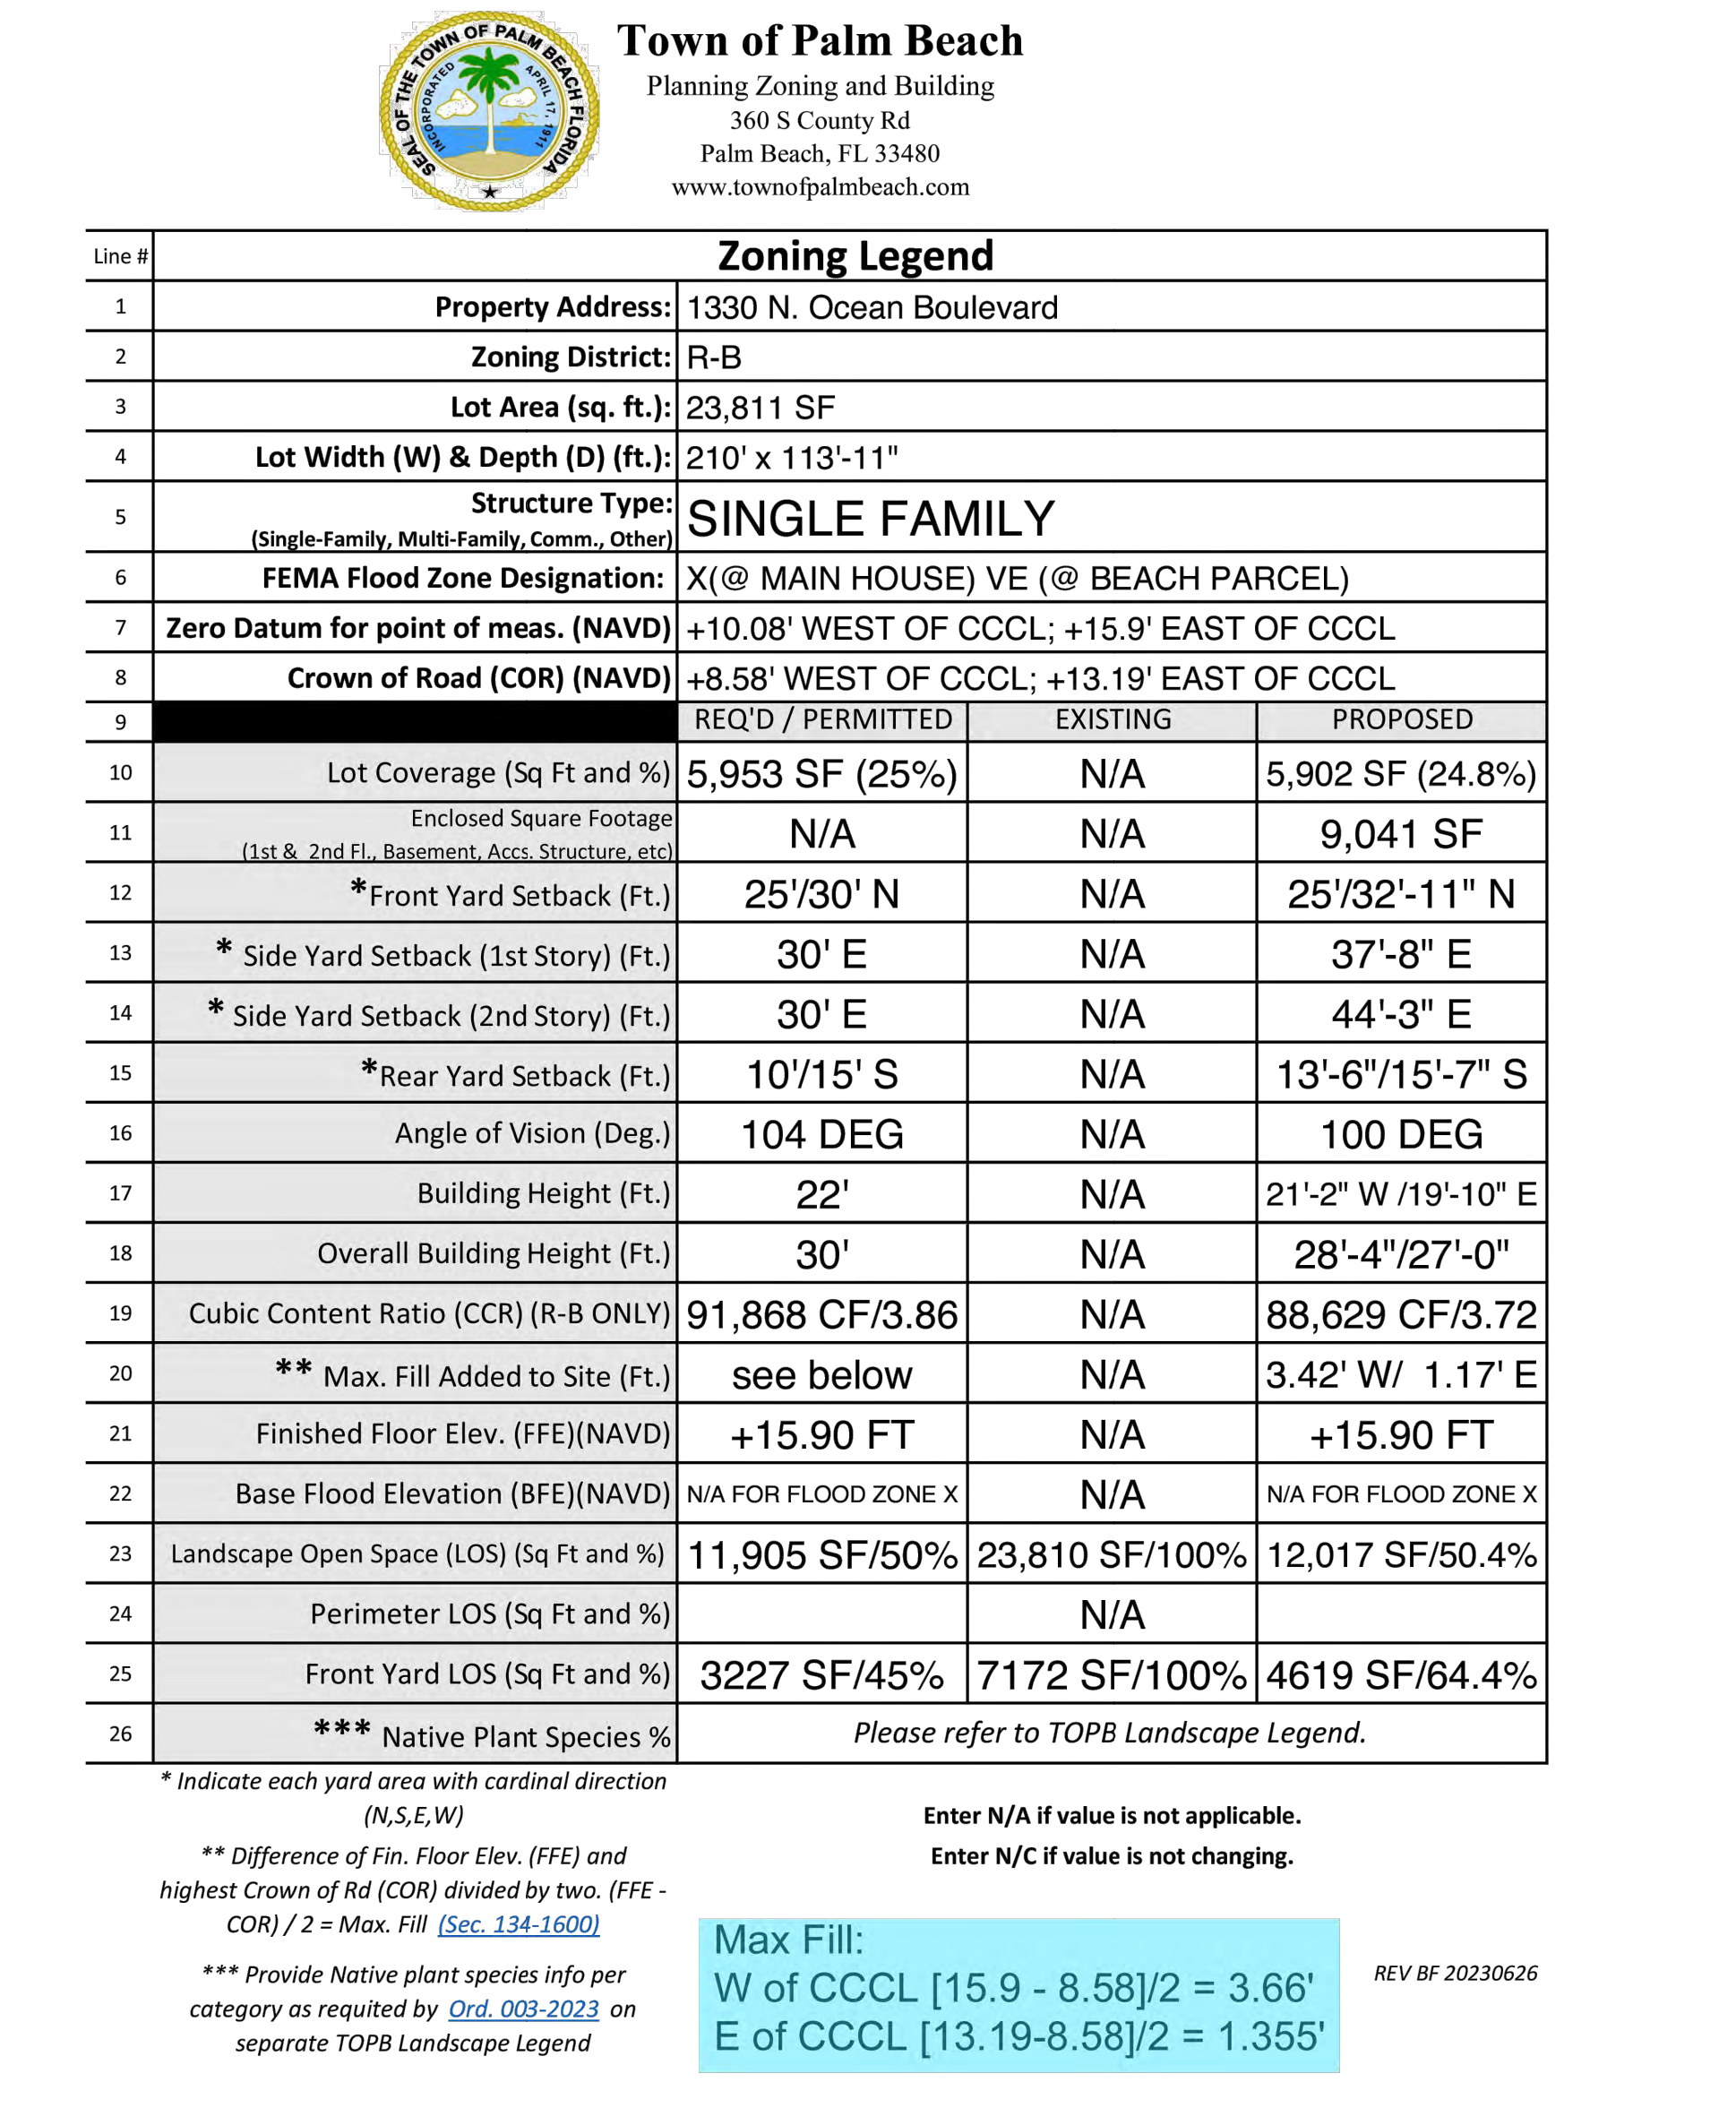 SEAL OF THE TOWN OF PALM BEACH FLORIDA
INCORPORATED APRIL 17, 1911
Town of Palm Beach
Planning Zoning and Building
360 S County Rd
Palm Beach, FL 33480
www.townofpalmbeach.com
Line # Zoning Legend
1 Property Address: 1330 N. Ocean Boulevard
2 Zoning District: R-B
3 Lot Area (sq. ft.): 23,811 SF
4 Lot Width (W) & Depth (D) (ft.): 210' x 113'-11"
5 Structure Type: SINGLE FAMILY
(Single-Family, Multi-Family, Comm., Other)
6 FEMA Flood Zone Designation: X(@ MAIN HOUSE) VE (@ BEACH PARCEL)
7 Zero Datum for point of meas. (NAVD) +10.08' WEST OF CCCL; +15.9' EAST OF CCCL
8 Crown of Road (COR) (NAVD) +8.58' WEST OF CCCL; +13.19' EAST OF CCCL
9 REQ'D / PERMITTED EXISTING PROPOSED
10 Lot Coverage (Sq Ft and %) 5,953 SF (25%) N/A 5,902 SF (24.8%)
11 Enclosed Square Footage N/A N/A 9,041 SF
(1st & 2nd Fl., Basement, Accs. Structure, etc)
12 *Front Yard Setback (Ft.) 25'/30' N N/A 25'/32'-11" N
13 * Side Yard Setback (1st Story) (Ft.) 30' E N/A 37'-8" E
14 * Side Yard Setback (2nd Story) (Ft.) 30' E N/A 44'-3" E
15 *Rear Yard Setback (Ft.) 10'/15' S N/A 13'-6"/15'-7" S
16 Angle of Vision (Deg.) 104 DEG N/A 100 DEG
17 Building Height (Ft.) 22' N/A 21'-2" W /19'-10" E
18 Overall Building Height (Ft.) 30' N/A 28'-4"/27'-0"
19 Cubic Content Ratio (CCR) (R-B ONLY) 91,868 CF/3.86 N/A 88,629 CF/3.72
20 ** Max. Fill Added to Site (Ft.) see below N/A 3.42' W/ 1.17' E
21 Finished Floor Elev. (FFE)(NAVD) +15.90 FT N/A +15.90 FT
22 Base Flood Elevation (BFE)(NAVD) N/A FOR FLOOD ZONE X N/A N/A FOR FLOOD ZONE X
23 Landscape Open Space (LOS) (Sq Ft and %) 11,905 SF/50% 23,810 SF/100% 12,017 SF/50.4%
24 Perimeter LOS (Sq Ft and %) N/A
25 Front Yard LOS (Sq Ft and %) 3227 SF/45% 7172 SF/100% 4619 SF/64.4%
26 *** Native Plant Species % Please refer to TOPB Landscape Legend.
* Indicate each yard area with cardinal direction
(N,S,E,W)
** Difference of Fin. Floor Elev. (FFE) and
highest Crown of Rd (COR) divided by two. (FFE -
COR) / 2 = Max. Fill (Sec. 134-1600)
*** Provide Native plant species info per
category as requited by Ord. 003-2023 on
separate TOPB Landscape Legend
Enter N/A if value is not applicable.
Enter N/C if value is not changing.
Max Fill:
W of CCCL [15.9 - 8.58]/2 = 3.66'
E of CCCL [13.19-8.58]/2 = 1.355'
REV BF 20230626